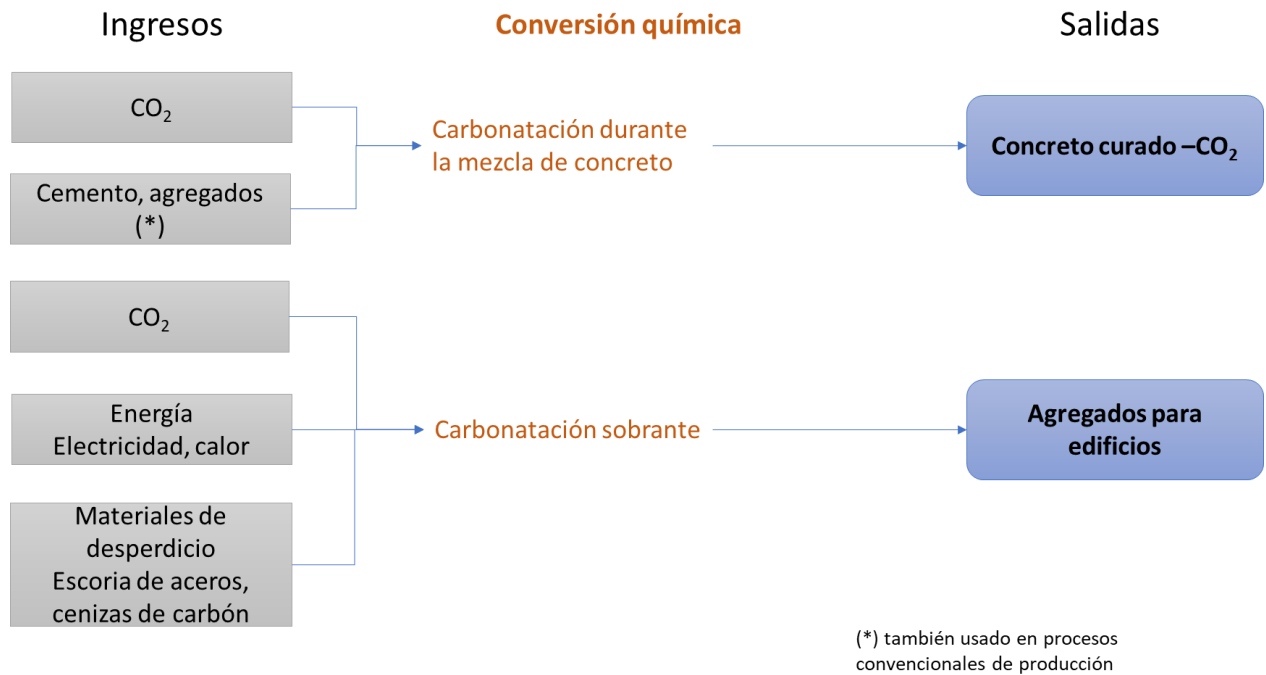 Ingresos
Conversión química
Salidas
CO₂
Cemento, agregados
(*)
Carbonatación durante
la mezcla de concreto
Concreto curado –CO₂
CO₂
Energía
Electricidad, calor
Materiales de
desperdicio
Escoria de aceros,
cenizas de carbón
Carbonatación sobrante
Agregados para
edificios
(*) también usado en procesos
convencionales de producción